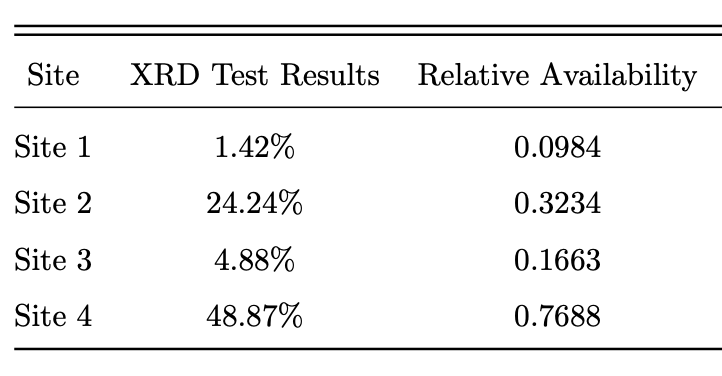 Site XRD Test Results Relative Availability
Site 1 1.42% 0.0984
Site 2 24.24% 0.3234
Site 3 4.88% 0.1663
Site 4 48.87% 0.7688